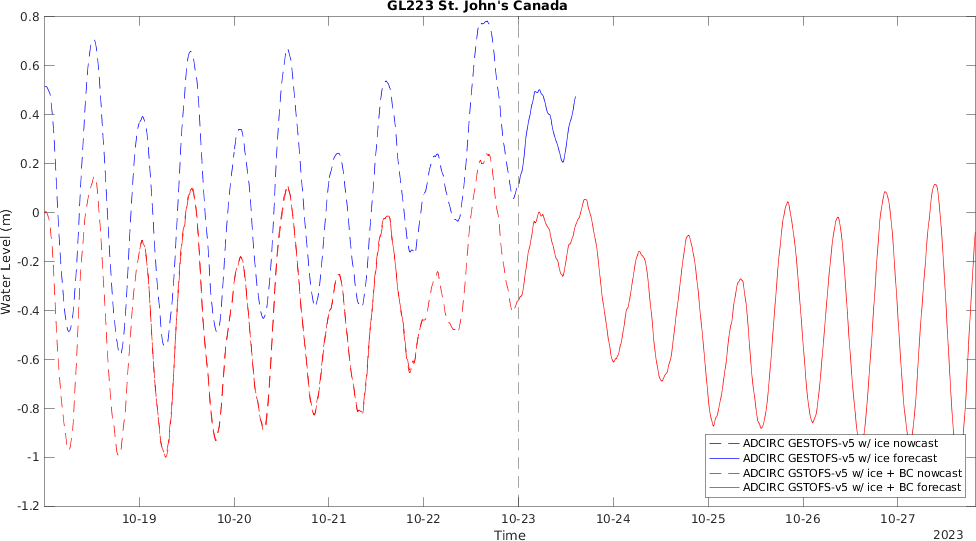 GL223 St. John's Canada
0.8
0.6
0.4
0.2
0
-0.2
-0.4
-0.6
-0.8
-1
-1.2
Water Level (m)
ADCIRC GESTOFS-v5 w/ ice nowcast
ADCIRC GESTOFS-v5 w/ ice forecast
ADCIRC GSTOFS-v5 w/ ice + BC nowcast
ADCIRC GSTOFS-v5 w/ ice + BC forecast
10-19 10-20 10-21 10-22 10-23 10-24 10-25 10-26 10-27
Time
2023